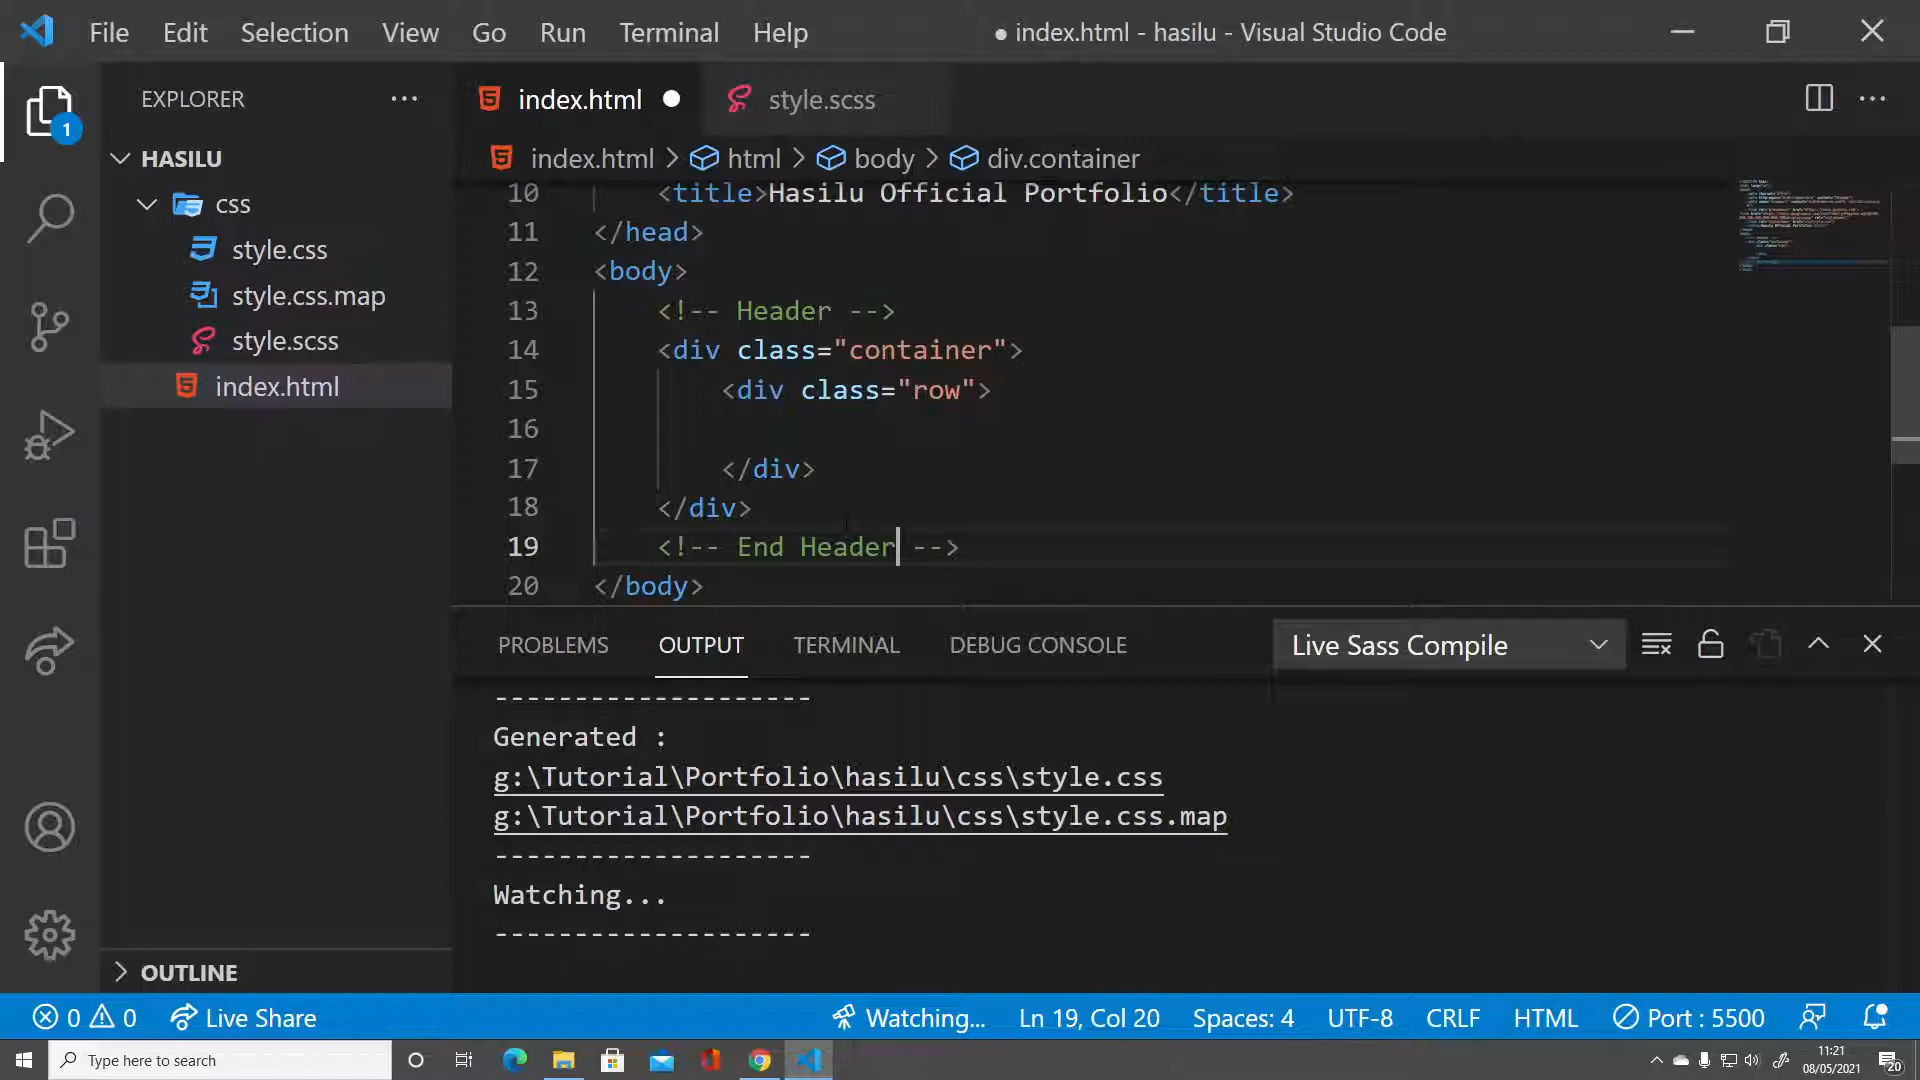 File Edit Selection View Go Run Terminal Help
● index.html - hasilu - Visual Studio Code
EXPLORER
index.html
style.scss
index.html > html > body > div.container
HASILU
css
style.css
style.css.map
style.scss
index.html
1
10 <title>Hasilu Official Portfolio</title>
11 </head>
12 <body>
13 <!-- Header -->
14 <div class="container">
15 <div class="row">
16
17 </div>
18 </div>
19 <!-- End Header -->
20 </body>
PROBLEMS OUTPUT TERMINAL DEBUG CONSOLE
Live Sass Compile
--------------------
Generated :
g:\Tutorial\Portfolio\hasilu\css\style.css
g:\Tutorial\Portfolio\hasilu\css\style.css.map
--------------------
Watching...
--------------------
OUTLINE
0 0 Live Share
Watching... Ln 19, Col 20 Spaces: 4 UTF-8 CRLF HTML Port : 5500
Type here to search
11:21
08/05/2021
20